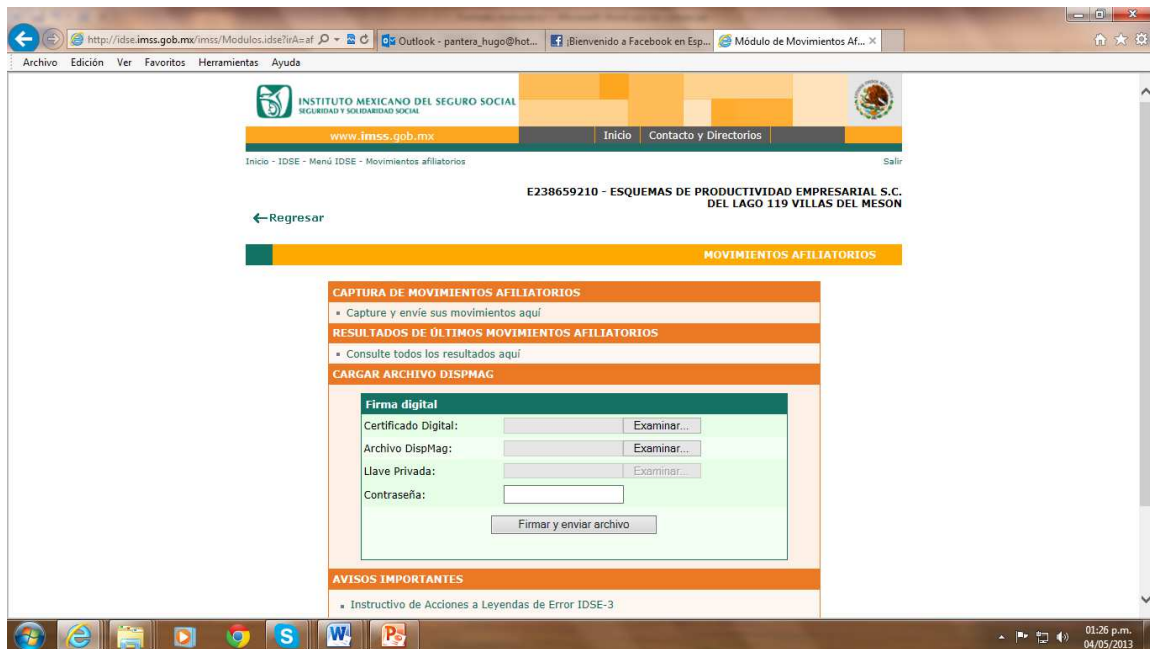 http://idse.imss.gob.mx/imss/Modulos.idse?irA=af
Outlook - pantera_hugo@hot...
¡Bienvenido a Facebook en Esp...
Módulo de Movimientos Af...
Archivo Edición Ver Favoritos Herramientas Ayuda
INSTITUTO MEXICANO DEL SEGURO SOCIAL
SEGURIDAD Y SOLIDARIDAD SOCIAL
www.imss.gob.mx Inicio Contacto y Directorios
Inicio - IDSE - Menú IDSE - Movimientos afiliatorios Salir
E238659210 - ESQUEMAS DE PRODUCTIVIDAD EMPRESARIAL S.C.
DEL LAGO 119 VILLAS DEL MESON
Regresar
MOVIMIENTOS AFILIATORIOS
CAPTURA DE MOVIMIENTOS AFILIATORIOS
Capture y envíe sus movimientos aquí
RESULTADOS DE ÚLTIMOS MOVIMIENTOS AFILIATORIOS
Consulte todos los resultados aquí
CARGAR ARCHIVO DISPMAG
Firma digital
Certificado Digital: Examinar...
Archivo DispMag: Examinar...
Llave Privada: Examinar...
Contraseña:
Firmar y enviar archivo
AVISOS IMPORTANTES
Instructivo de Acciones a Leyendas de Error IDSE-3
01:26 p.m.
04/05/2013